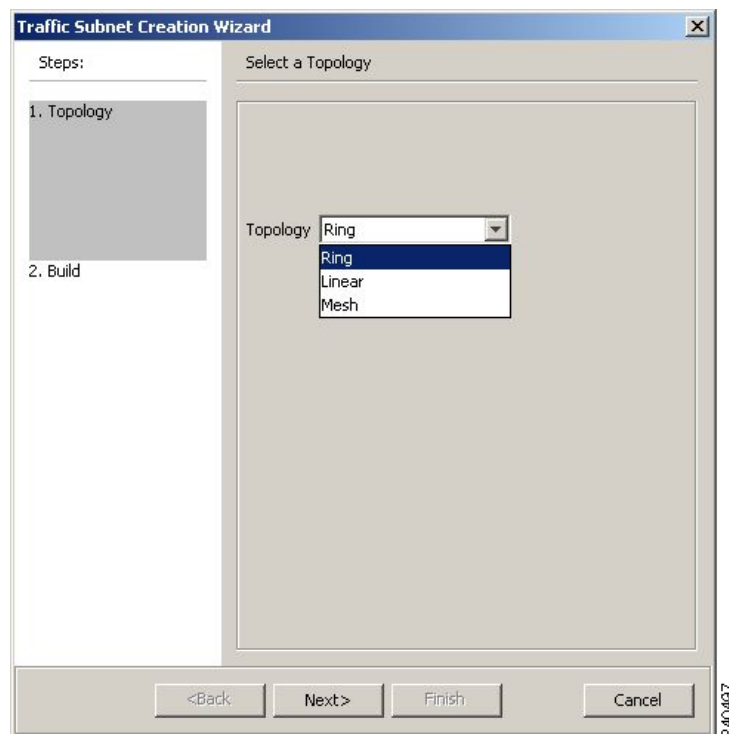 Traffic Subnet Creation Wizard
Steps:
Select a Topology
1. Topology
2. Build
Topology Ring
Ring
Linear
Mesh
<Back Next> Finish Cancel
240497